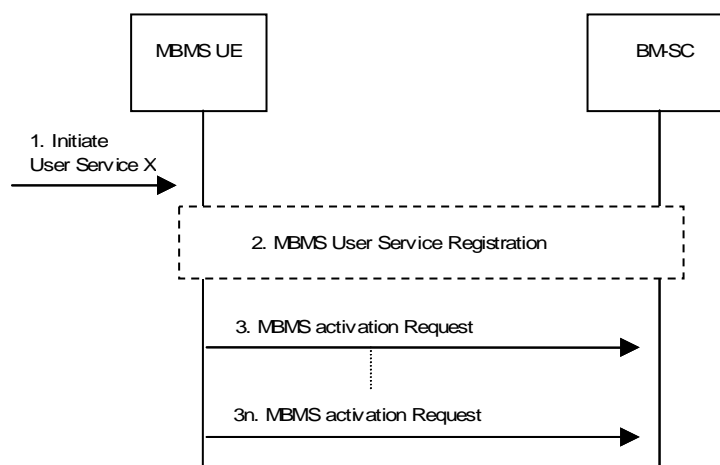 MBMS UE
BM-SC
1. Initiate
User Service X
2. MBMS User Service Registration
3. MBMS activation Request
3n. MBMS activation Request